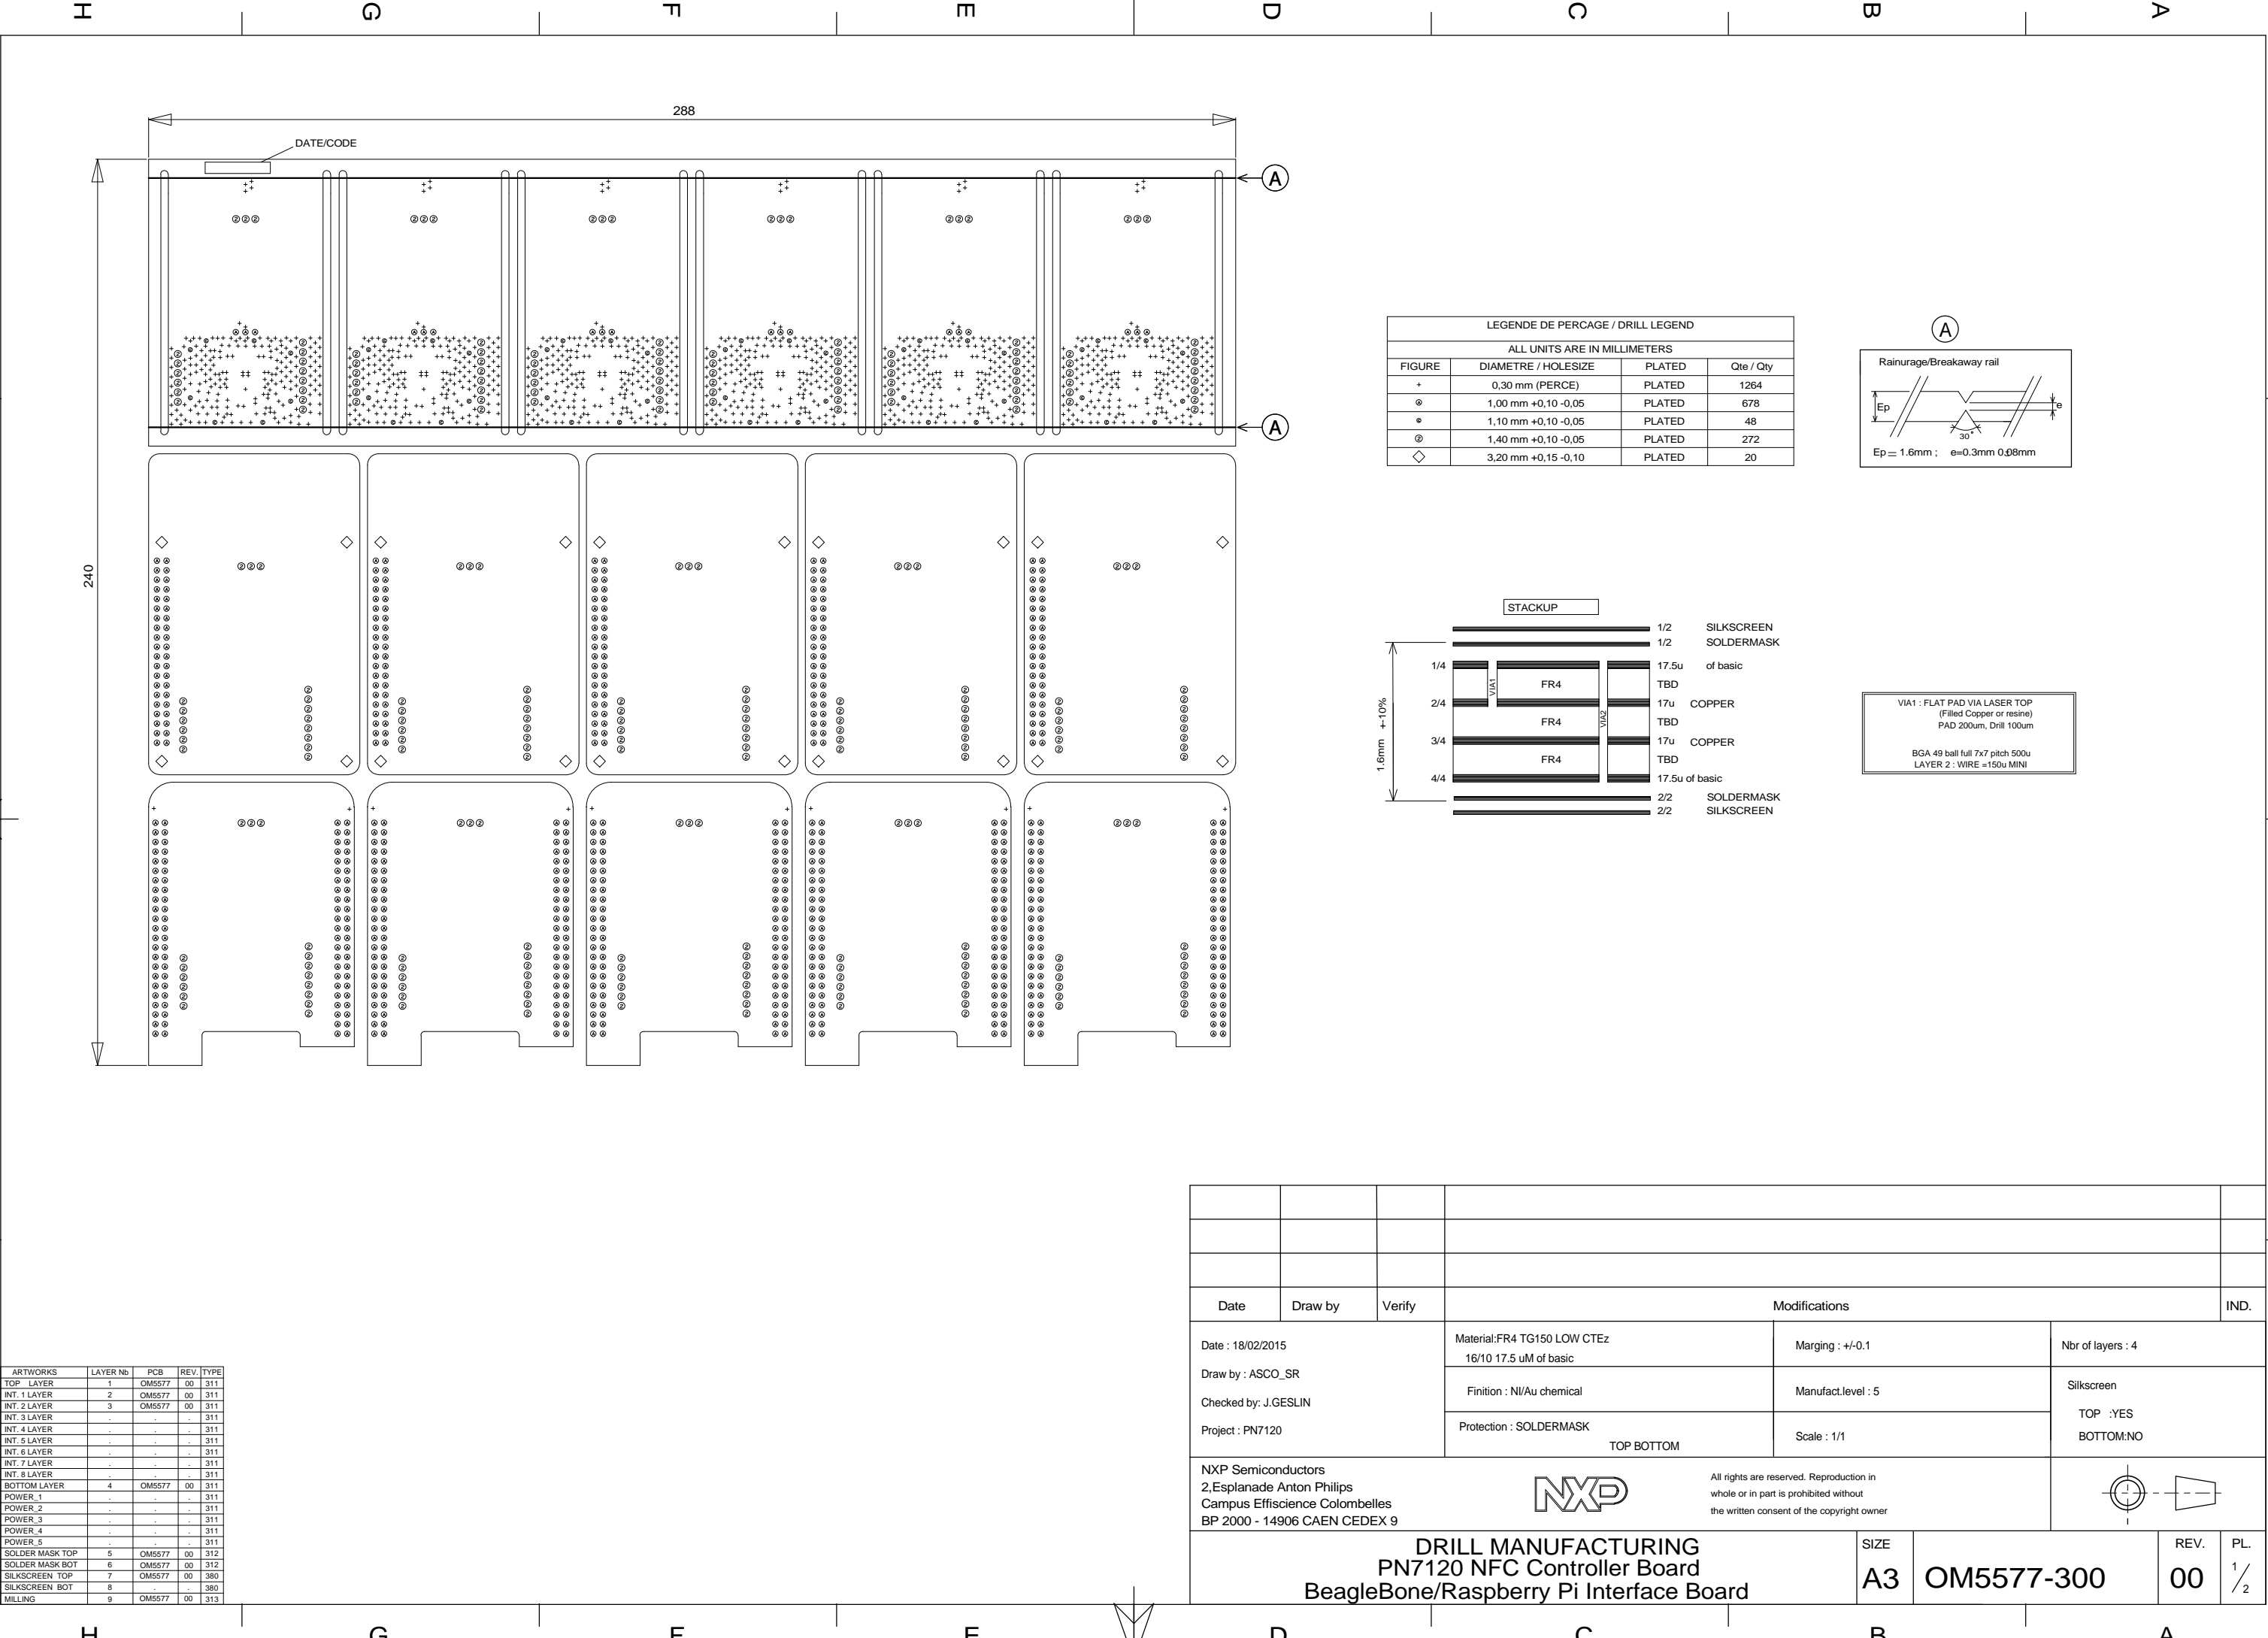 H G F E D C B A
288
DATE/CODE
A
A
240
LEGENDE DE PERCAGE / DRILL LEGEND
ALL UNITS ARE IN MILLIMETERS
FIGURE DIAMETRE / HOLESIZE PLATED Qte / Qty
+ 0,30 mm (PERCE) PLATED 1264
1,00 mm +0,10 -0,05 PLATED 678
1,10 mm +0,10 -0,05 PLATED 48
2 1,40 mm +0,10 -0,05 PLATED 272
3,20 mm +0,15 -0,10 PLATED 20
A
Rainurage/Breakaway rail
Ep
e
30°
Ep = 1.6mm ; e=0.3mm 0.08mm
STACKUP
1/2 SILKSCREEN
1/2 SOLDERMASK
1/4 17.5u of basic
VIA1 FR4 TBD
2/4 17u COPPER
FR4 VIA2 TBD
3/4 17u COPPER
FR4 TBD
4/4 17.5u of basic
2/2 SOLDERMASK
2/2 SILKSCREEN
1.6mm +-10%
VIA1 : FLAT PAD VIA LASER TOP
(Filled Copper or resine)
PAD 200um, Drill 100um
BGA 49 ball full 7x7 pitch 500u
LAYER 2 : WIRE =150u MINI
Date Draw by Verify Modifications IND.
Date : 18/02/2015
Draw by : ASCO_SR
Checked by: J.GESLIN
Project : PN7120
Material:FR4 TG150 LOW CTEz
16/10 17.5 uM of basic
Marging : +/-0.1
Nbr of layers : 4
Finition : NI/Au chemical
Manufact.level : 5
Silkscreen
TOP :YES
BOTTOM:NO
Protection : SOLDERMASK
TOP BOTTOM
Scale : 1/1
NXP Semiconductors
2,Esplanade Anton Philips
Campus Effiscience Colombelles
BP 2000 - 14906 CAEN CEDEX 9
NXP
All rights are reserved. Reproduction in
whole or in part is prohibited without
the written consent of the copyright owner
DRILL MANUFACTURING
PN7120 NFC Controller Board
BeagleBone/Raspberry Pi Interface Board
SIZE
A3
OM5577-300
REV.
00
PL.
1/2
ARTWORKS LAYER Nb PCB REV. TYPE
TOP LAYER 1 OM5577 00 311
INT. 1 LAYER 2 OM5577 00 311
INT. 2 LAYER 3 OM5577 00 311
INT. 3 LAYER . . . 311
INT. 4 LAYER . . . 311
INT. 5 LAYER . . . 311
INT. 6 LAYER . . . 311
INT. 7 LAYER . . . 311
INT. 8 LAYER . . . 311
BOTTOM LAYER 4 OM5577 00 311
POWER_1 . . . 311
POWER_2 . . . 311
POWER_3 . . . 311
POWER_4 . . . 311
POWER_5 . . . 311
SOLDER MASK TOP 5 OM5577 00 312
SOLDER MASK BOT 6 OM5577 00 312
SILKSCREEN TOP 7 OM5577 00 380
SILKSCREEN BOT 8 . . 380
MILLING 9 OM5577 00 313
H G F E D C B A